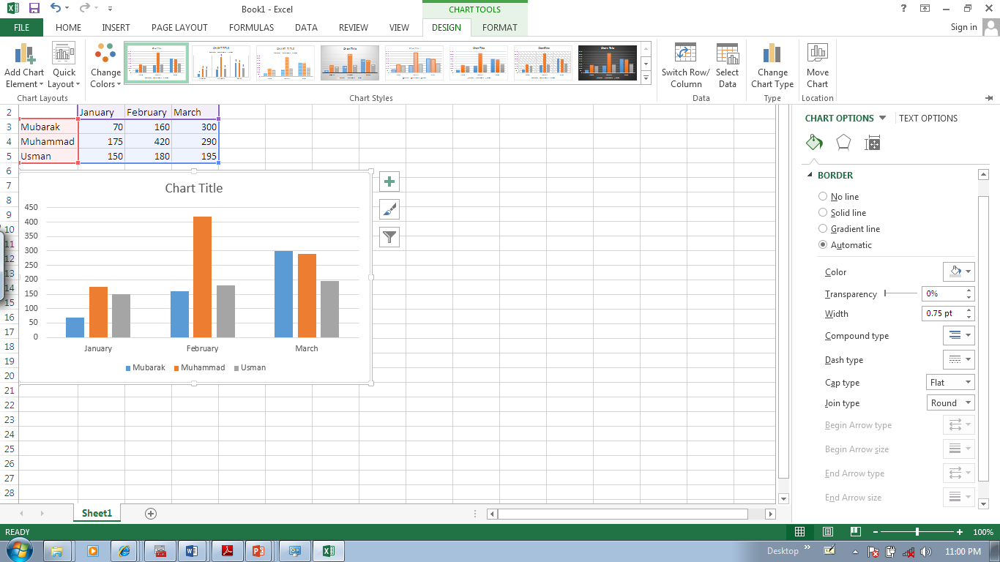 Book1 - Excel
CHART TOOLS
?
FILE HOME INSERT PAGE LAYOUT FORMULAS DATA REVIEW VIEW DESIGN FORMAT Sign in
Add Chart Element
Quick Layout
Change Colors
Switch Row/ Column
Select Data
Change Chart Type
Move Chart
Chart Layouts Chart Styles Data Type Location
2 January February March
3 Mubarak 70 160 300
4 Muhammad 175 420 290
5 Usman 150 180 195
6
7
8
9
10
11
12
13
14
15
16
17
18
19
20
21
22
23
24
25
26
27
28
Chart Title
450
400
350
300
250
200
150
100
50
0
January February March
Mubarak Muhammad Usman
CHART OPTIONS TEXT OPTIONS
BORDER
No line
Solid line
Gradient line
Automatic
Color
Transparency 0%
Width 0.75 pt
Compound type
Dash type
Cap type Flat
Join type Round
Begin Arrow type
Begin Arrow size
End Arrow type
End Arrow size
Sheet1
READY 100%
Desktop 11:00 PM